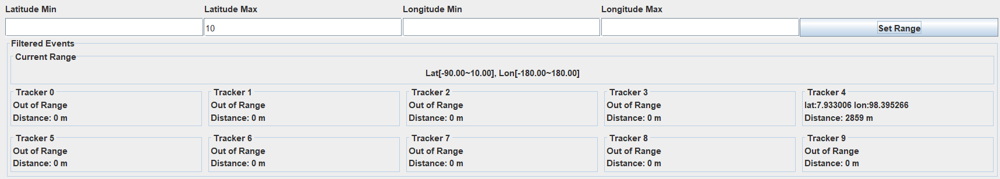 Latitude Min Latitude Max Longitude Min Longitude Max
10 Set Range
Filtered Events
Current Range
Lat[-90.00~10.00], Lon[-180.00~180.00]
Tracker 0 Tracker 1 Tracker 2 Tracker 3 Tracker 4
Out of Range Out of Range Out of Range Out of Range lat:7.933006 lon:98.395266
Distance: 0 m Distance: 0 m Distance: 0 m Distance: 0 m Distance: 2859 m
Tracker 5 Tracker 6 Tracker 7 Tracker 8 Tracker 9
Out of Range Out of Range Out of Range Out of Range Out of Range
Distance: 0 m Distance: 0 m Distance: 0 m Distance: 0 m Distance: 0 m